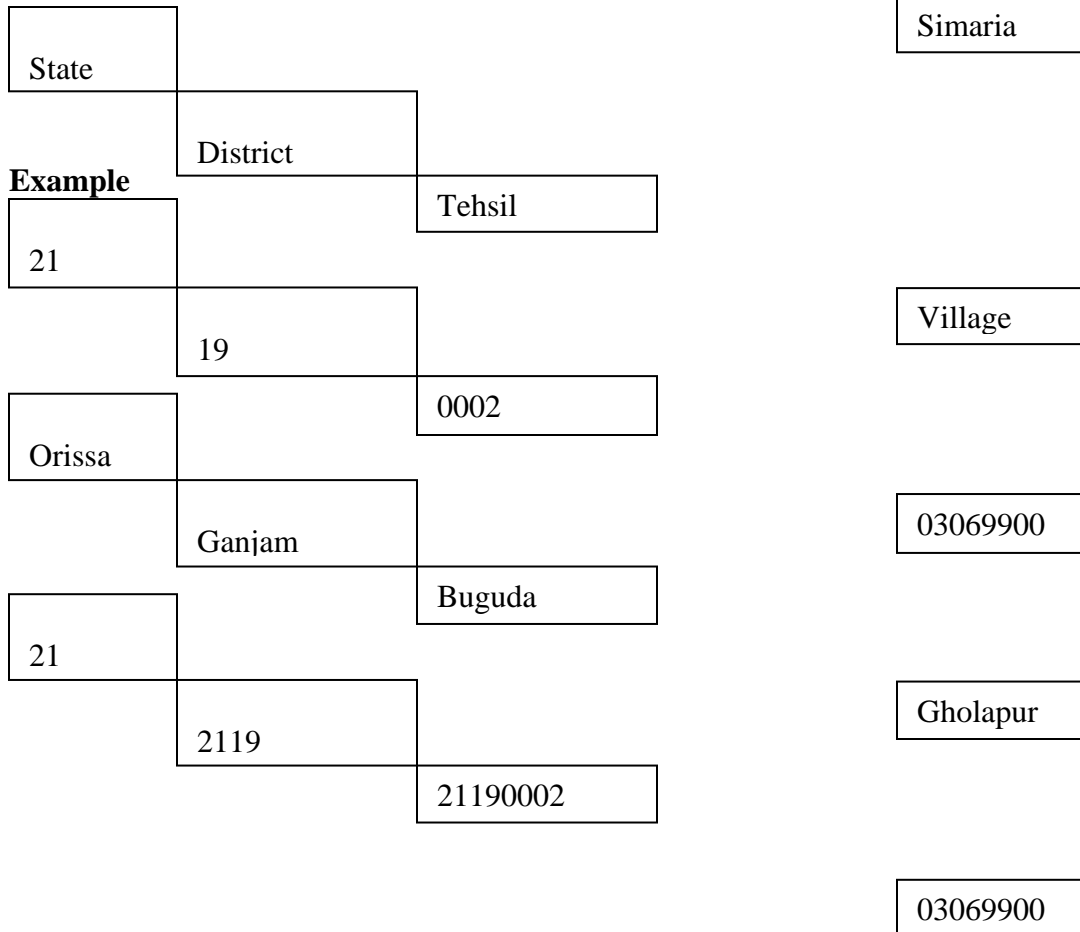 Simaria
State
District
Example
Tehsil
21
Village
19
0002
Orissa
03069900
Ganjam
Buguda
21
Gholapur
2119
21190002
03069900